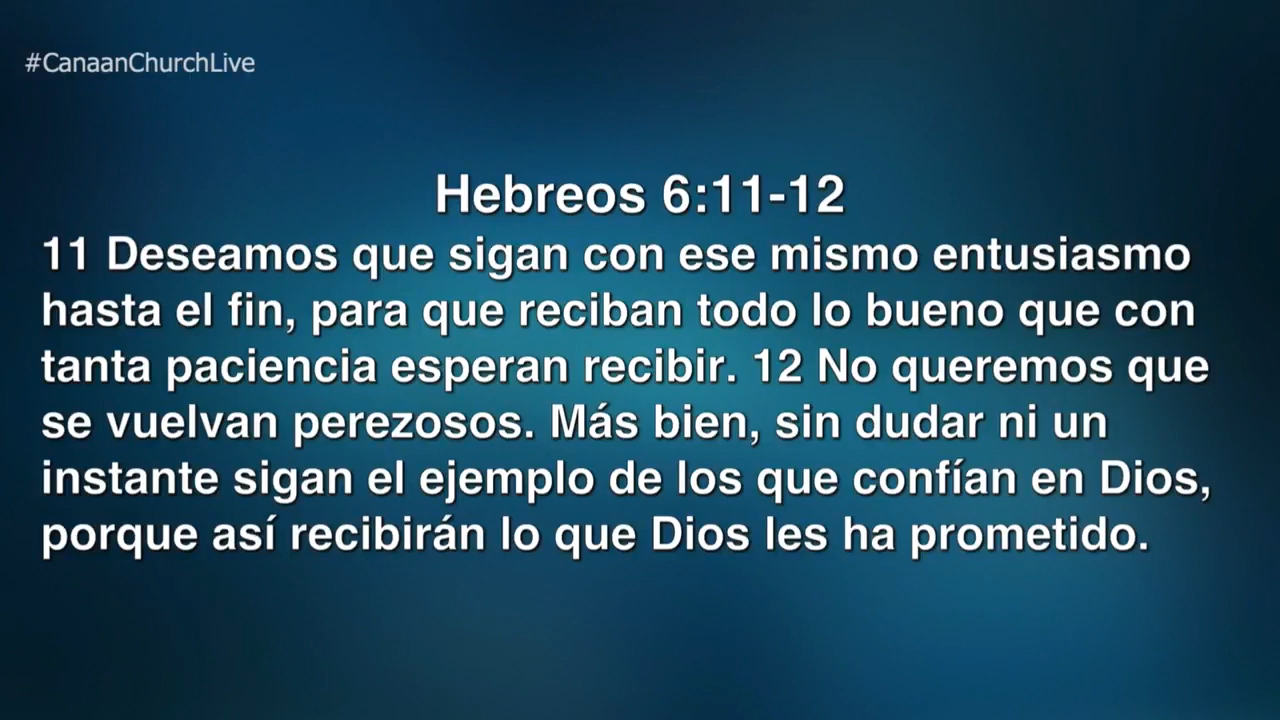 #CanaanChurchLive
Hebreos 6:11-12
11 Deseamos que sigan con ese mismo entusiasmo
hasta el fin, para que reciban todo lo bueno que con
tanta paciencia esperan recibir. 12 No queremos que
se vuelvan perezosos. Más bien, sin dudar ni un
instante sigan el ejemplo de los que confían en Dios,
porque así recibirán lo que Dios les ha prometido.